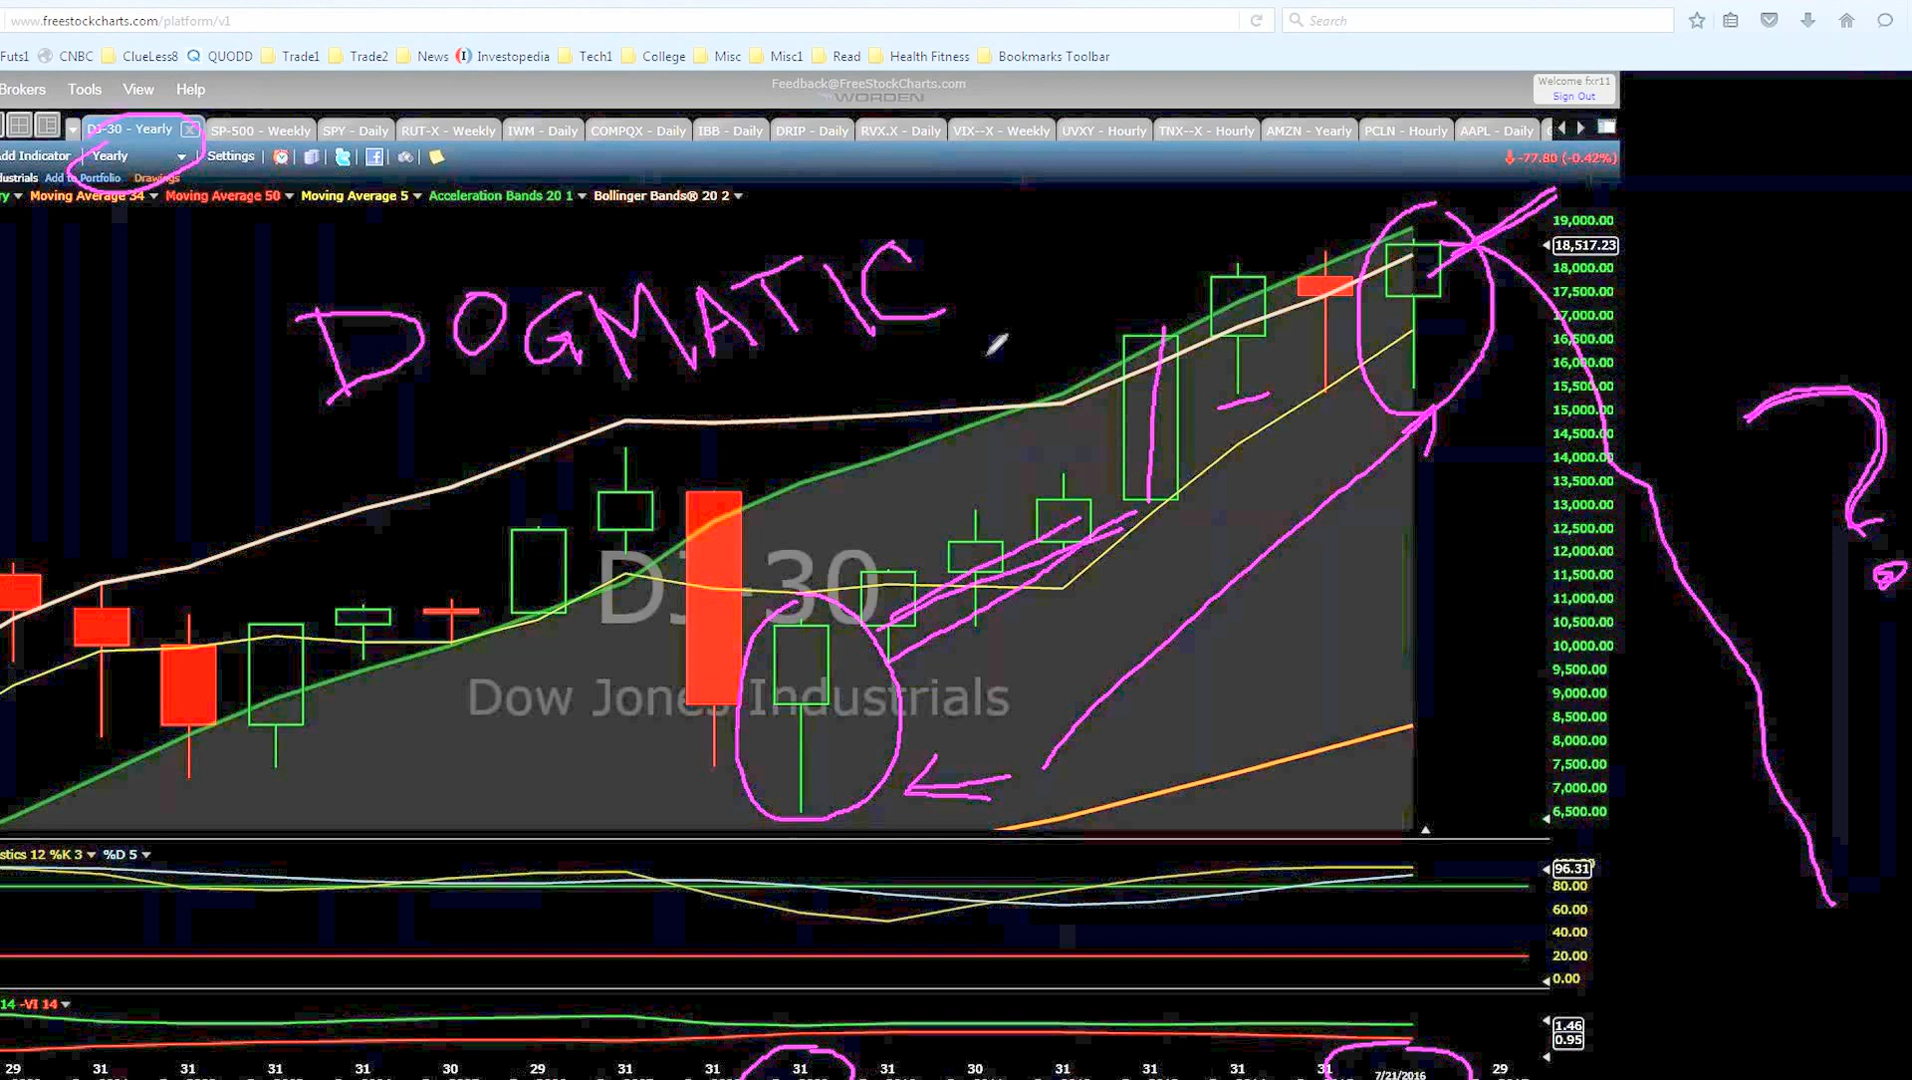 www.freestockcharts.com/platform/v1
Search
Futs1 CNBC ClueLess8 QUODD Trade1 Trade2 News Investopedia Tech1 College Misc Misc1 Read Health Fitness Bookmarks Toolbar
Brokers Tools View Help
Feedback@FreeStockCharts.com
WORDEN
Welcome fxr11
Sign Out
DJ-30 - Yearly SP-500 - Weekly SPY - Daily RUT-X - Weekly IWM - Daily COMPQX - Daily IBB - Daily DRIP - Daily RVX.X - Daily VIX--X - Weekly UVXY - Hourly TNX--X - Hourly AMZN - Yearly PCLN - Hourly AAPL - Daily
Add Indicator Yearly Settings
-77.80 (-0.42%)
Industrials Add to Portfolio Drawings
Moving Average 34 Moving Average 50 Moving Average 5 Acceleration Bands 20 1 Bollinger Bands® 20 2
DOGMATIC
?
19,000.00
18,517.23
18,000.00
17,500.00
17,000.00
16,500.00
16,000.00
15,500.00
15,000.00
14,500.00
14,000.00
13,500.00
13,000.00
12,500.00
12,000.00
11,500.00
11,000.00
10,500.00
10,000.00
9,500.00
9,000.00
8,500.00
8,000.00
7,500.00
7,000.00
6,500.00
DJ-30
Dow Jones Industrials
stics 12 %K 3 %D 5
96.31
80.00
60.00
40.00
20.00
0.00
14 -VI 14
1.46
0.95
29 31 31 31 31 30 29 31 31 31 31 30 31 31 31 31 7/21/2016 29